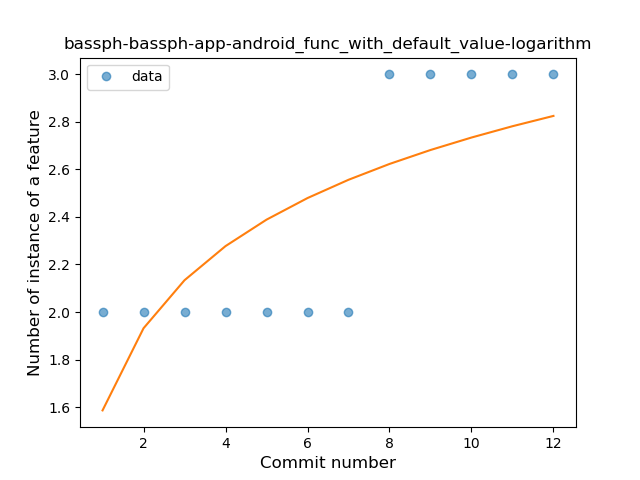 bassph-bassph-app-android_func_with_default_value-logarithm
data
Number of instance of a feature
3.0
2.8
2.6
2.4
2.2
2.0
1.8
1.6
2 4 6 8 10 12
Commit number